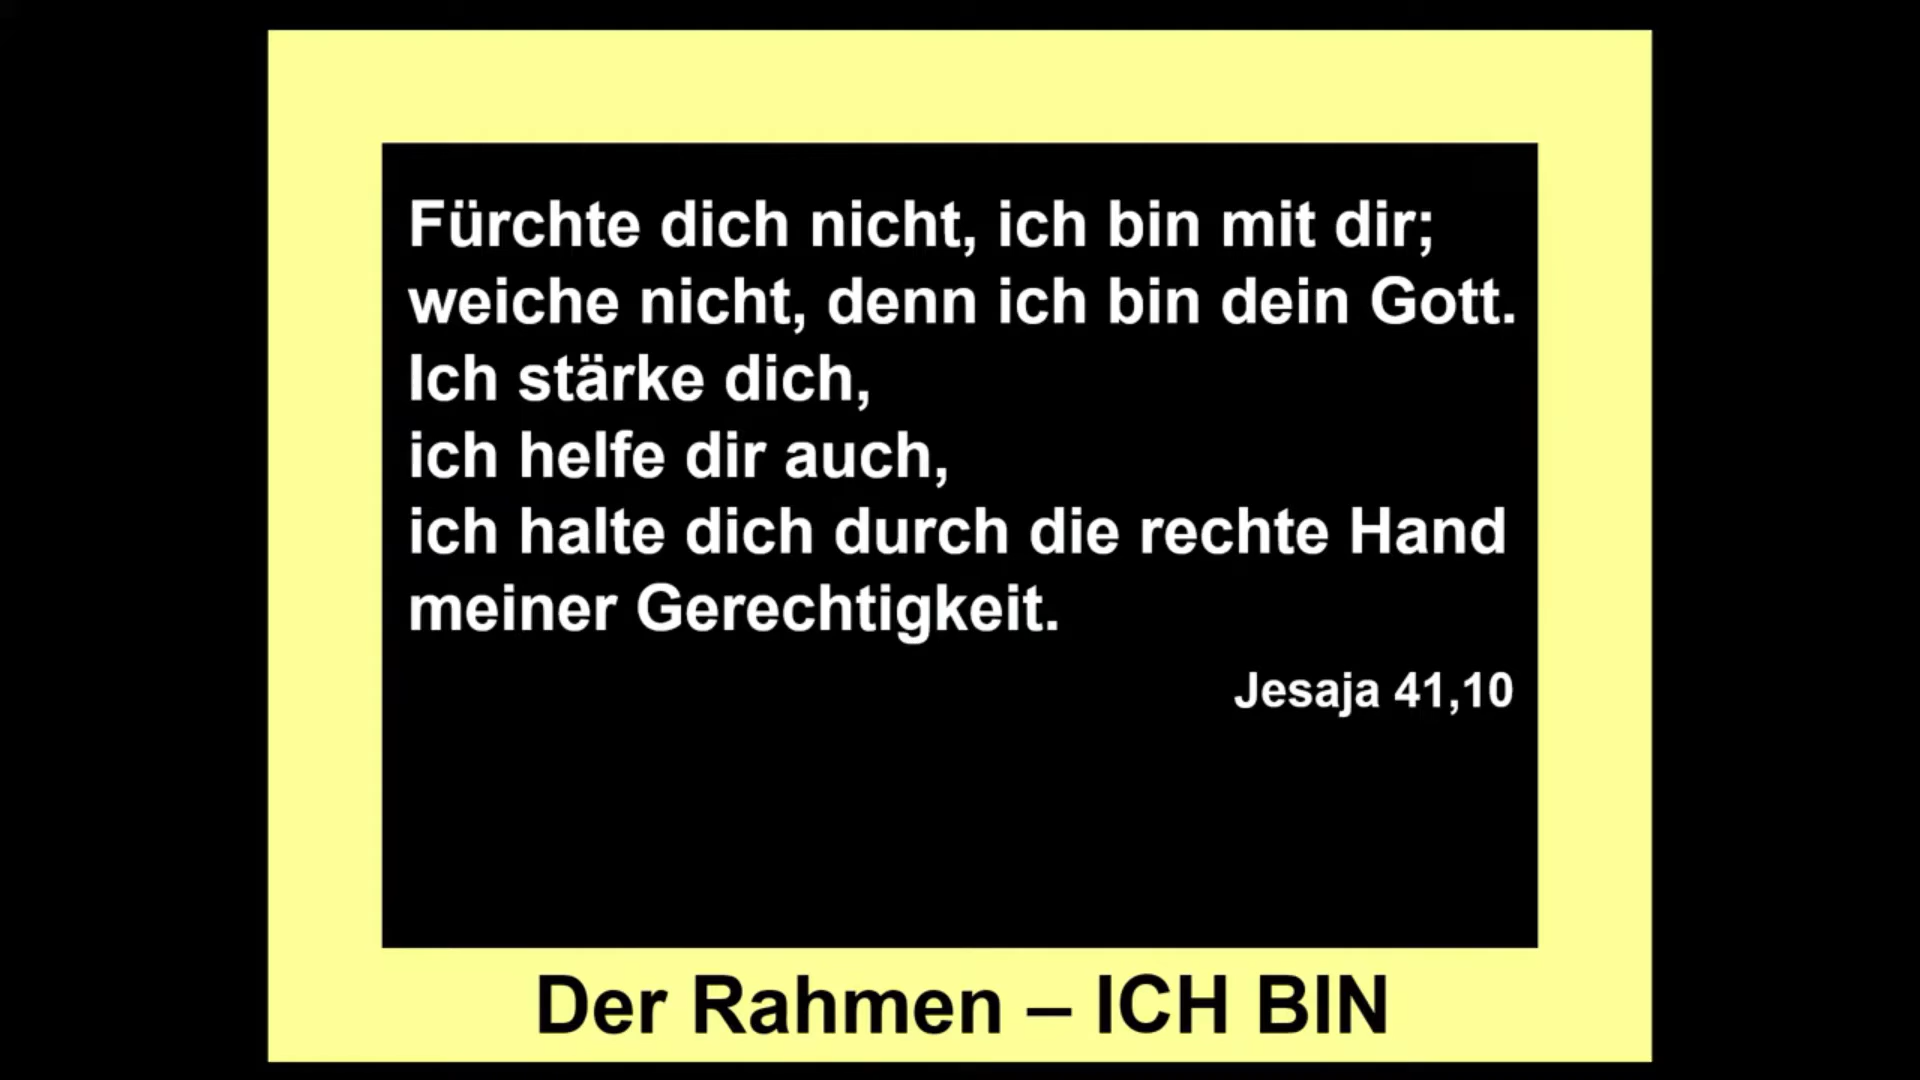 Fürchte dich nicht, ich bin mit dir;
weiche nicht, denn ich bin dein Gott.
Ich stärke dich,
ich helfe dir auch,
ich halte dich durch die rechte Hand
meiner Gerechtigkeit.
Jesaja 41,10
Der Rahmen – ICH BIN